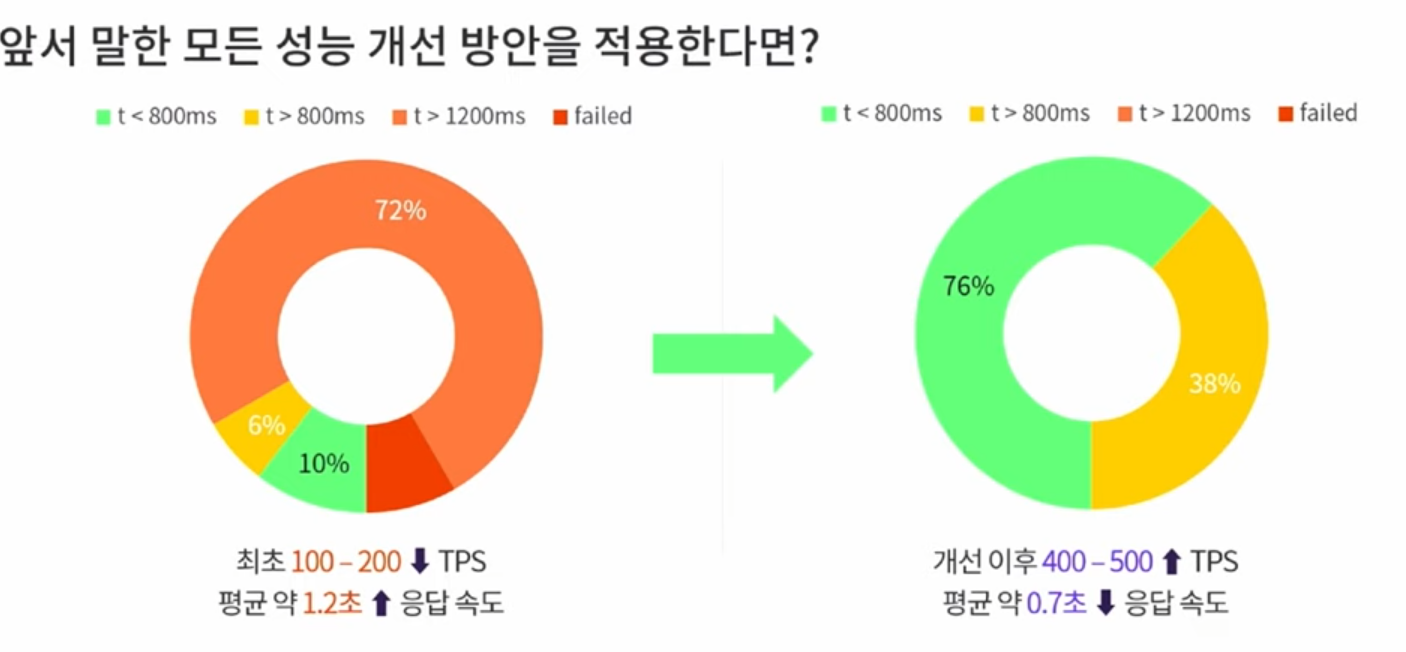 앞서 말한 모든 성능 개선 방안을 적용한다면?
t < 800ms t > 800ms t > 1200ms failed
72%
6%
10%
최초 100 – 200 ⬇ TPS
평균 약 1.2초 ⬆ 응답 속도
t < 800ms t > 800ms t > 1200ms failed
76%
38%
개선 이후 400 – 500 ⬆ TPS
평균 약 0.7초 ⬇ 응답 속도